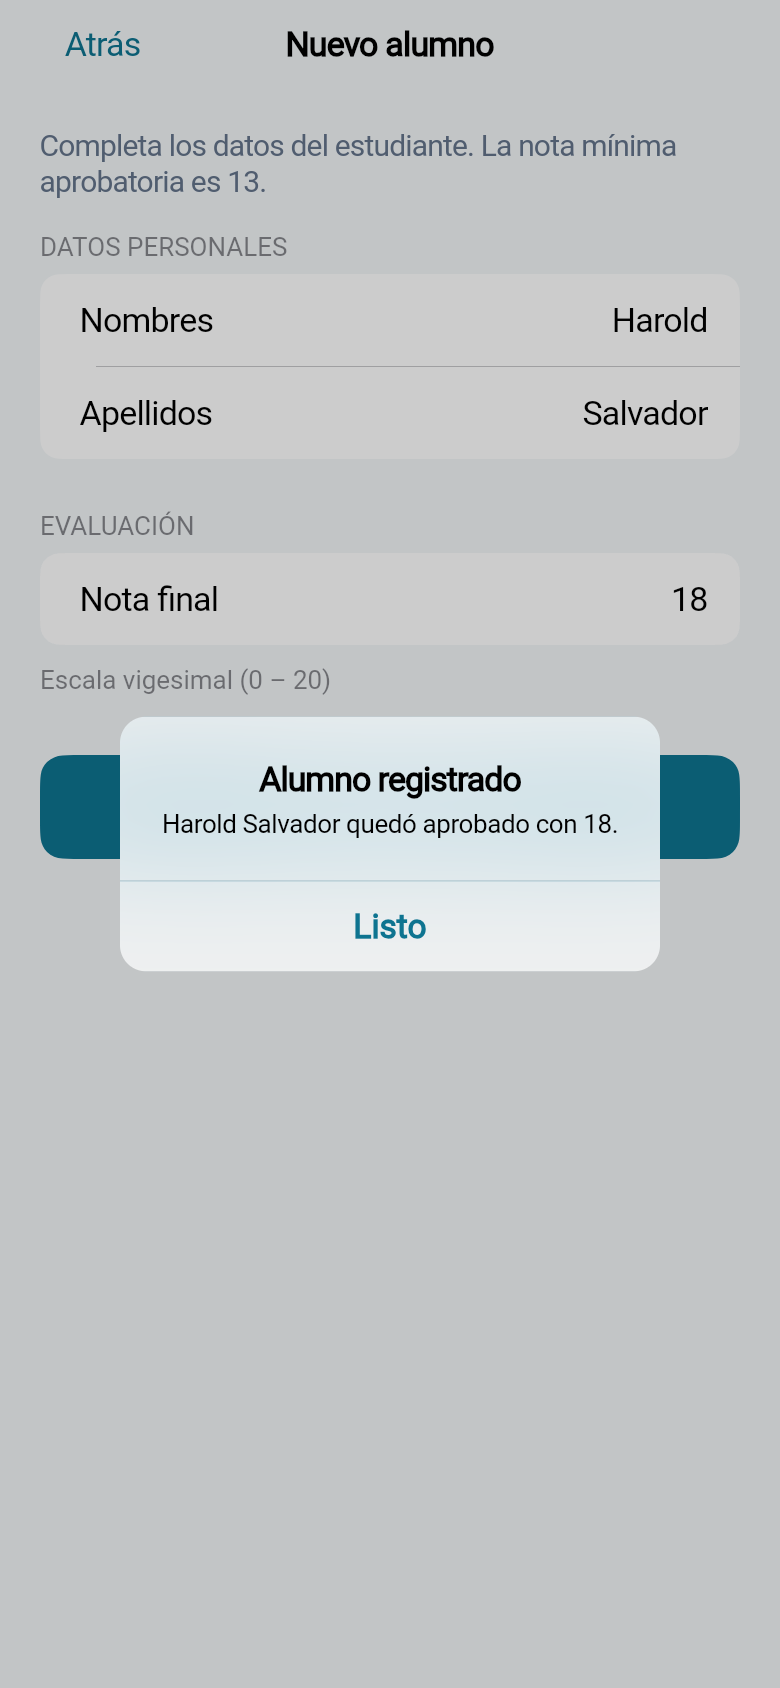 Atrás
Nuevo alumno
Completa los datos del estudiante. La nota mínima
aprobatoria es 13.
DATOS PERSONALES
Nombres Harold
Apellidos Salvador
EVALUACIÓN
Nota final 18
Escala vigesimal (0 – 20)
Alumno registrado
Harold Salvador quedó aprobado con 18.
Listo